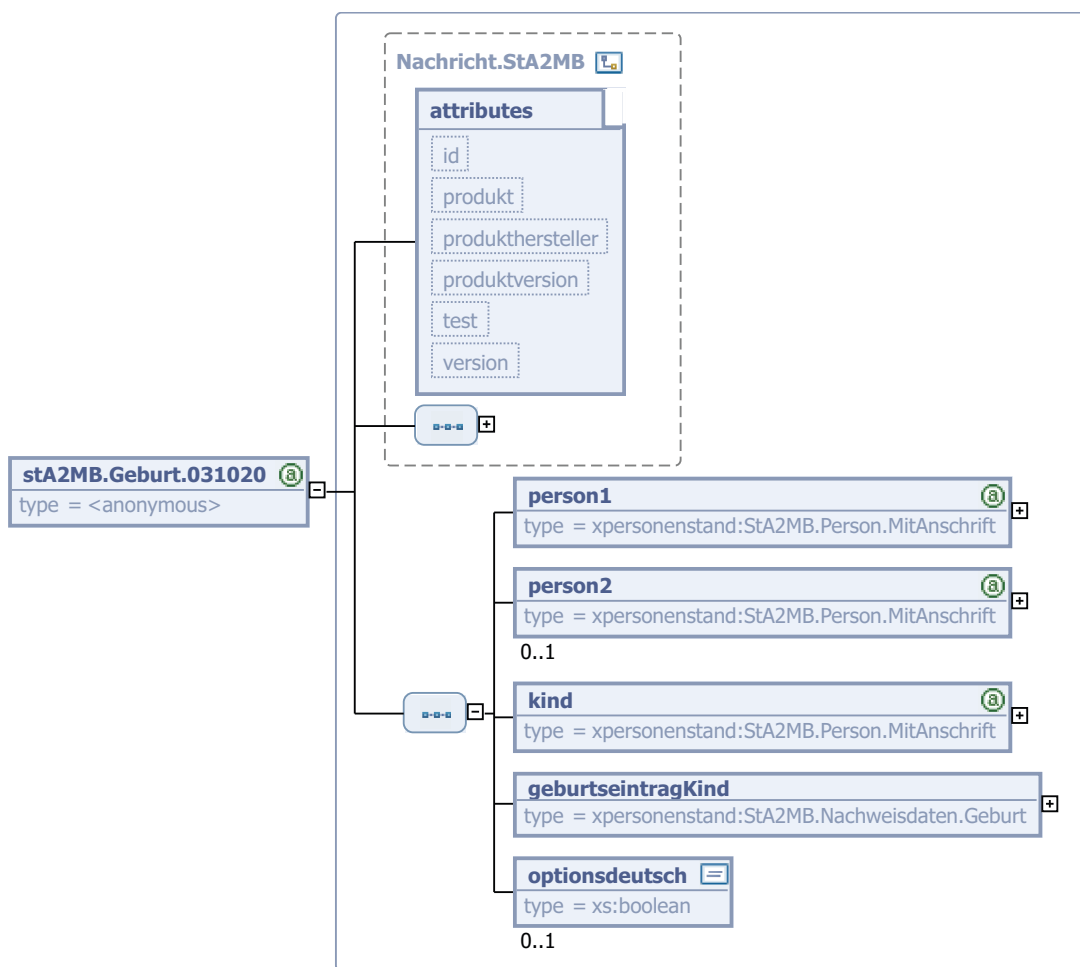 Nachricht.StA2MB
attributes
id
produkt
produkthersteller
produktversion
test
version
stA2MB.Geburt.031020
type = <anonymous>
person1
type = xpersonenstand:StA2MB.Person.MitAnschrift
person2
type = xpersonenstand:StA2MB.Person.MitAnschrift
0..1
kind
type = xpersonenstand:StA2MB.Person.MitAnschrift
geburtseintragKind
type = xpersonenstand:StA2MB.Nachweisdaten.Geburt
optionsdeutsch
type = xs:boolean
0..1